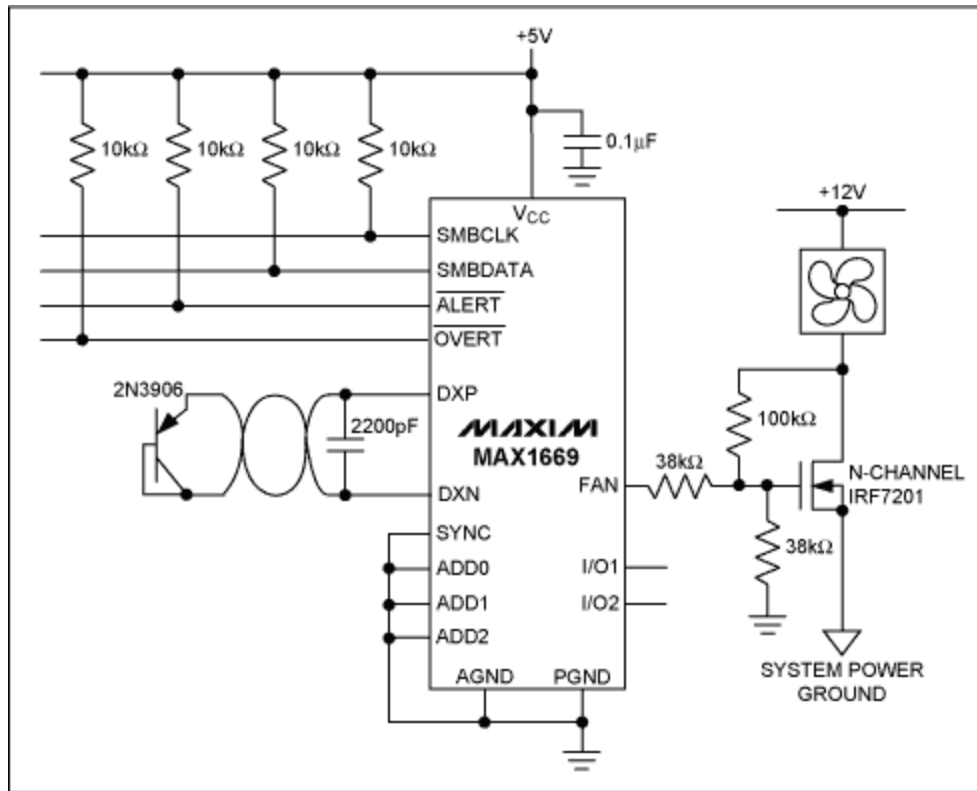 +5V
10kΩ
10kΩ
10kΩ
10kΩ
0.1µF
+12V
VCC
SMBCLK
SMBDATA
ALERT
OVERT
2N3906
DXP
2200pF
MAXIM
MAX1669
100kΩ
38kΩ
N-CHANNEL
IRF7201
DXN
FAN
SYNC
38kΩ
ADD0
I/O1
ADD1
I/O2
ADD2
AGND
PGND
SYSTEM POWER
GROUND